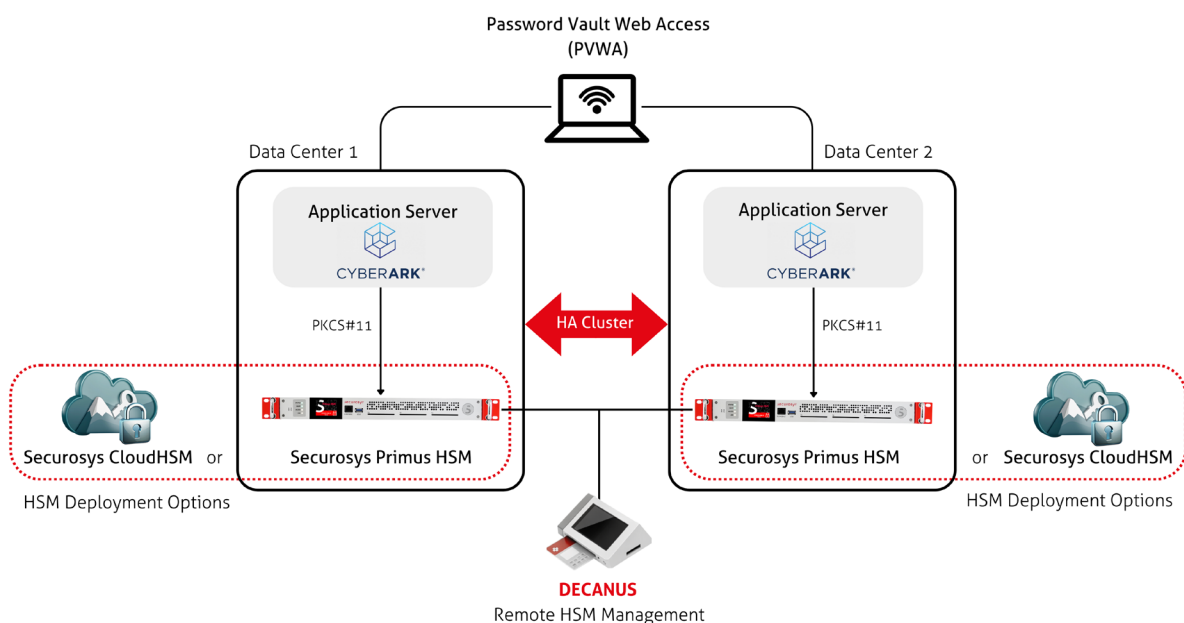 Password Vault Web Access
(PVWA)
Data Center 1
Data Center 2
Application Server
CYBERARK®
Application Server
CYBERARK®
PKCS#11
HA Cluster
PKCS#11
Securosys CloudHSM or
Securosys Primus HSM
Securosys Primus HSM
or Securosys CloudHSM
HSM Deployment Options
HSM Deployment Options
DECANUS
Remote HSM Management